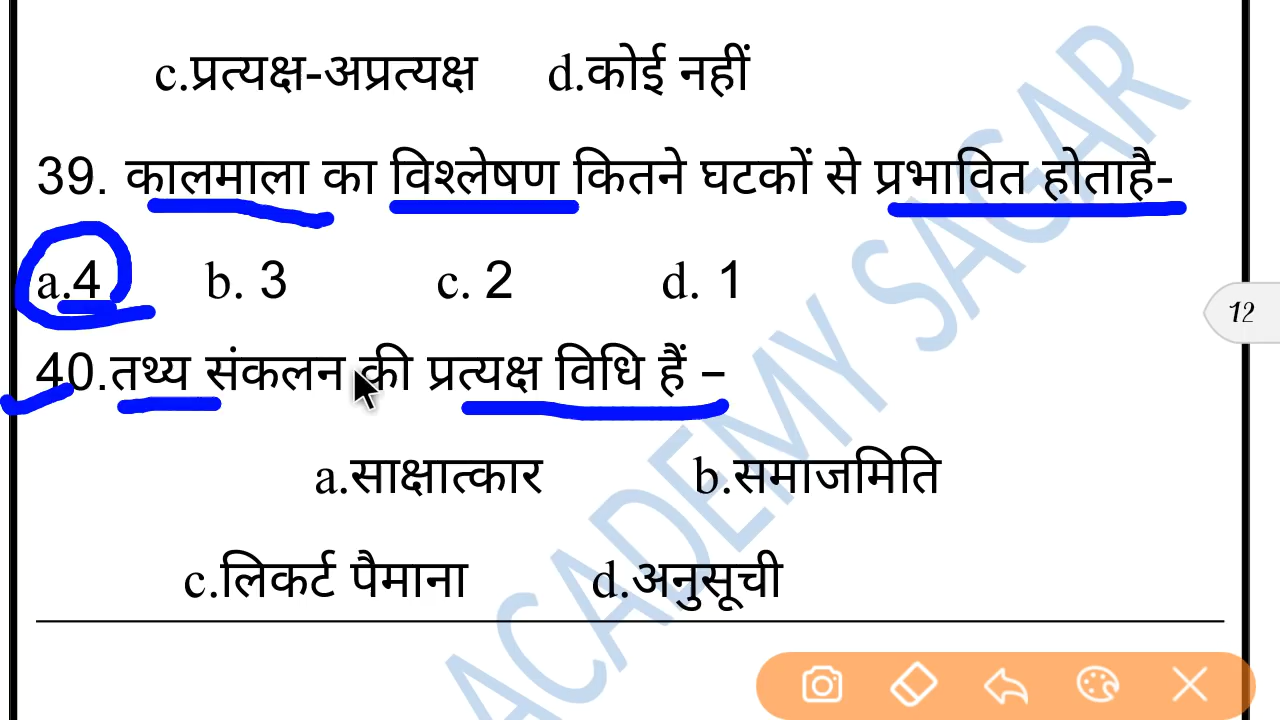 c.प्रत्यक्ष-अप्रत्यक्ष d.कोई नहीं
39. कालमाला का विश्लेषण कितने घटकों से प्रभावित होताहै-
a.4 b. 3 c. 2 d. 1
12
40.तथ्य संकलन की प्रत्यक्ष विधि हैं –
a.साक्षात्कार b.समाजमिति
c.लिकर्ट पैमाना d.अनुसूची
ACADEMY SAGAR